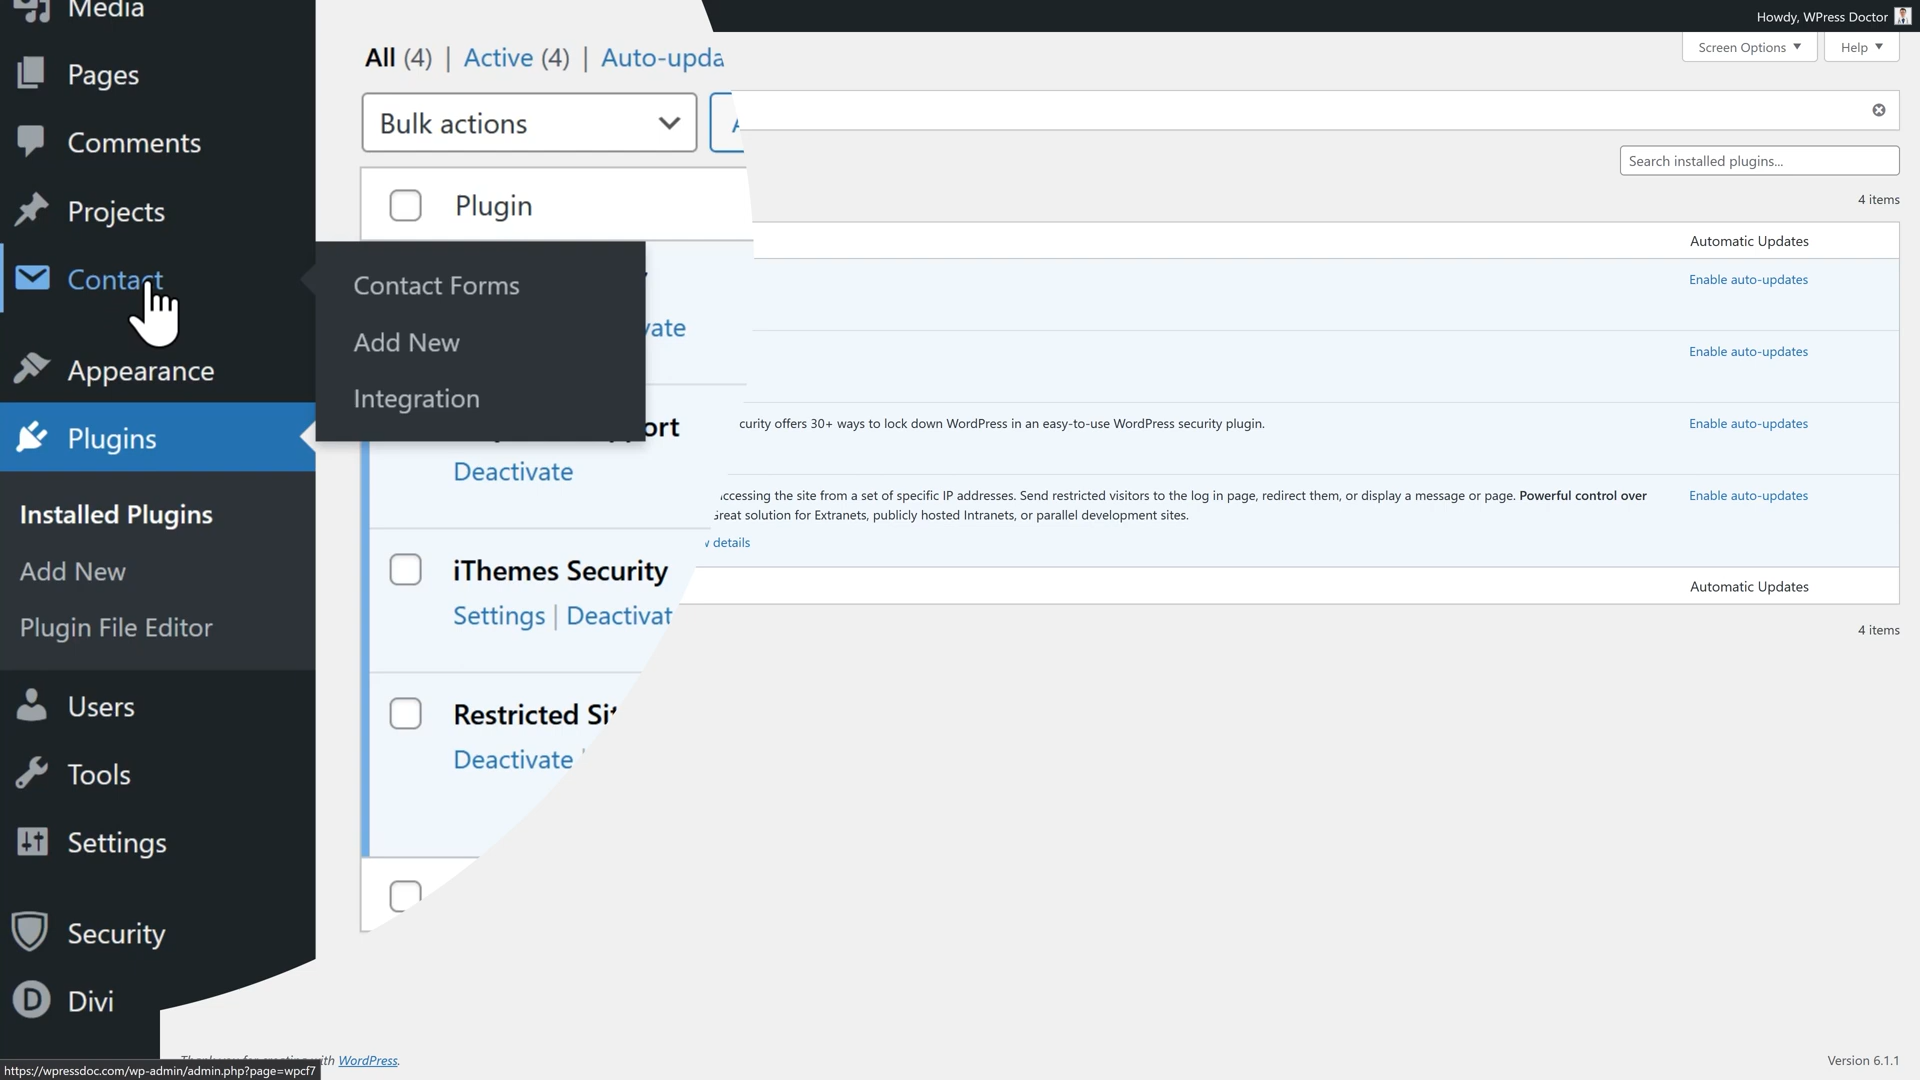 Media
Pages
Comments
Projects
Contact
Appearance
Plugins
Installed Plugins
Add New
Plugin File Editor
Users
Tools
Settings
Security
Divi
Contact Forms
Add New
Integration
All (4) | Active (4) | Auto-upda
Bulk actions
Plugin
Deactivate
iThemes Security
Settings | Deactivat
Restricted Sit
Deactivate
Howdy, WPress Doctor
Screen Options
Help
Search installed plugins...
4 items
Automatic Updates
Enable auto-updates
Enable auto-updates
curity offers 30+ ways to lock down WordPress in an easy-to-use WordPress security plugin.
Enable auto-updates
accessing the site from a set of specific IP addresses. Send restricted visitors to the log in page, redirect them, or display a message or page. Powerful control over
Great solution for Extranets, publicly hosted Intranets, or parallel development sites.
details
Enable auto-updates
Automatic Updates
4 items
WordPress.
Version 6.1.1
https://wpressdoc.com/wp-admin/admin.php?page=wpcf7